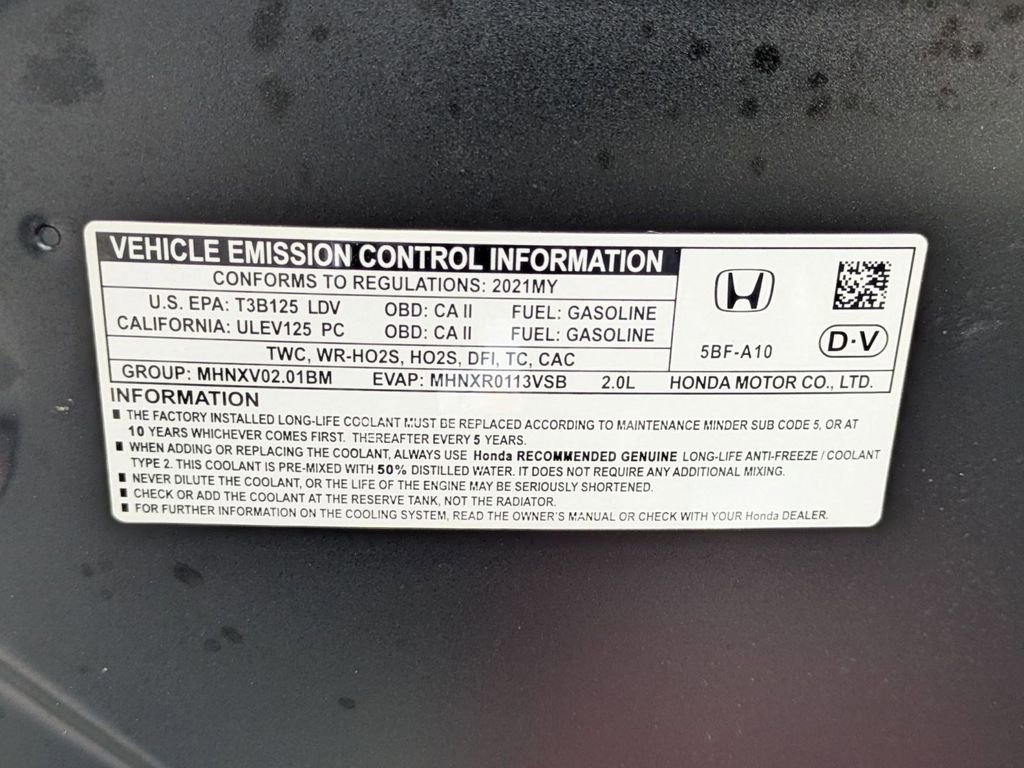 VEHICLE EMISSION CONTROL INFORMATION
CONFORMS TO REGULATIONS: 2021MY
U.S. EPA: T3B125 LDV OBD: CA II FUEL: GASOLINE
CALIFORNIA: ULEV125 PC OBD: CA II FUEL: GASOLINE
TWC, WR-HO2S, HO2S, DFI, TC, CAC
5BF-A10
D·V
GROUP: MHNXV02.01BM EVAP: MHNXR0113VSB 2.0L HONDA MOTOR CO., LTD.
INFORMATION
■ THE FACTORY INSTALLED LONG-LIFE COOLANT MUST BE REPLACED ACCORDING TO MAINTENANCE MINDER SUB CODE 5, OR AT
10 YEARS WHICHEVER COMES FIRST. THEREAFTER EVERY 5 YEARS.
■ WHEN ADDING OR REPLACING THE COOLANT, ALWAYS USE Honda RECOMMENDED GENUINE LONG-LIFE ANTI-FREEZE / COOLANT
TYPE 2. THIS COOLANT IS PRE-MIXED WITH 50% DISTILLED WATER. IT DOES NOT REQUIRE ANY ADDITIONAL MIXING.
■ NEVER DILUTE THE COOLANT, OR THE LIFE OF THE ENGINE MAY BE SERIOUSLY SHORTENED.
■ CHECK OR ADD THE COOLANT AT THE RESERVE TANK, NOT THE RADIATOR.
■ FOR FURTHER INFORMATION ON THE COOLING SYSTEM, READ THE OWNER'S MANUAL OR CHECK WITH YOUR Honda DEALER.